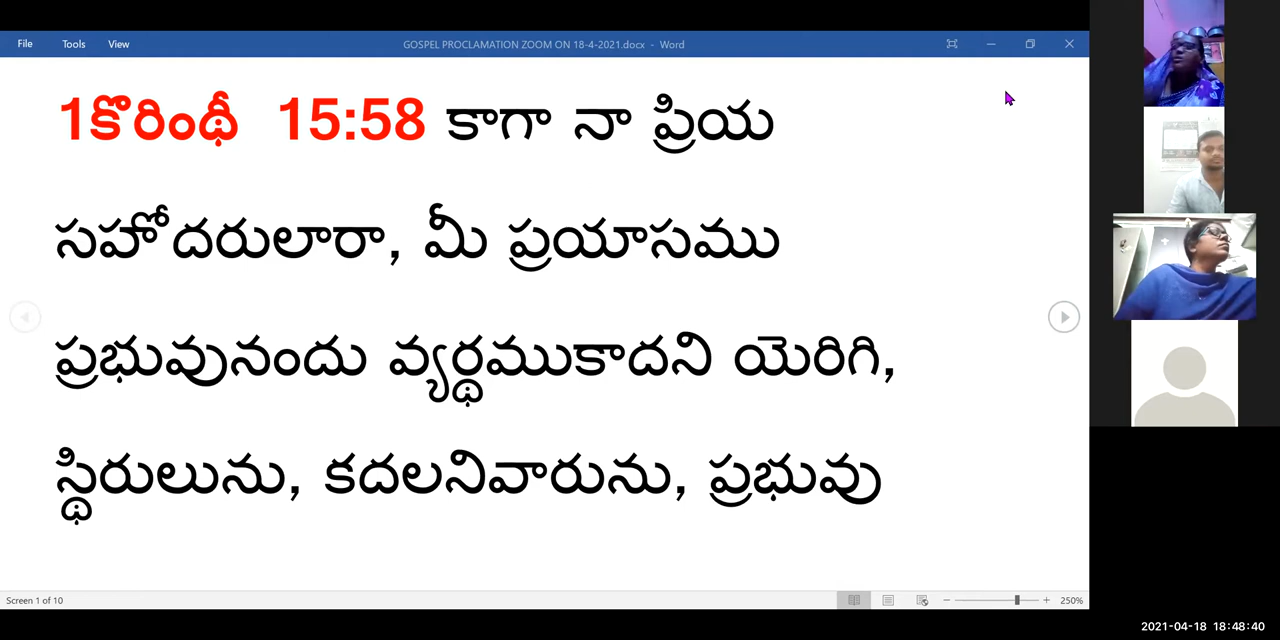 File Tools View GOSPEL PROCLAMATION ZOOM ON 18-4-2021.docx - Word
1కొరింథీ 15:58 కాగా నా ప్రియ
సహోదరులారా, మీ ప్రయాసము
ప్రభువునందు వ్యర్థముకాదని యెరిగి,
స్థిరులును, కదలనివారును, ప్రభువు
Screen 1 of 10 250%
2021-04-18 18:48:40